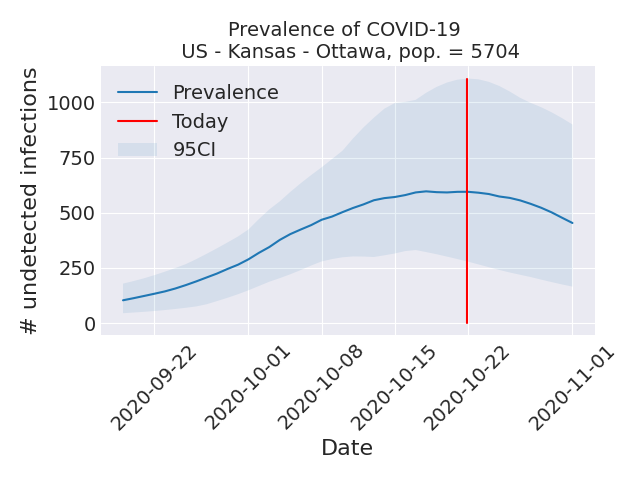 Prevalence of COVID-19
US - Kansas - Ottawa, pop. = 5704
# undetected infections
1000
750
500
250
0
Prevalence
Today
95CI
2020-09-22
2020-10-01
2020-10-08
2020-10-15
2020-10-22
2020-11-01
Date